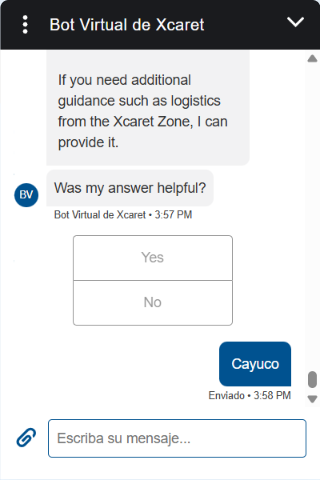 Bot Virtual de Xcaret
If you need additional
guidance such as logistics
from the Xcaret Zone, I can
provide it.
Was my answer helpful?
BV
Bot Virtual de Xcaret • 3:57 PM
Yes
No
Cayuco
Enviado • 3:58 PM
Escriba su mensaje...